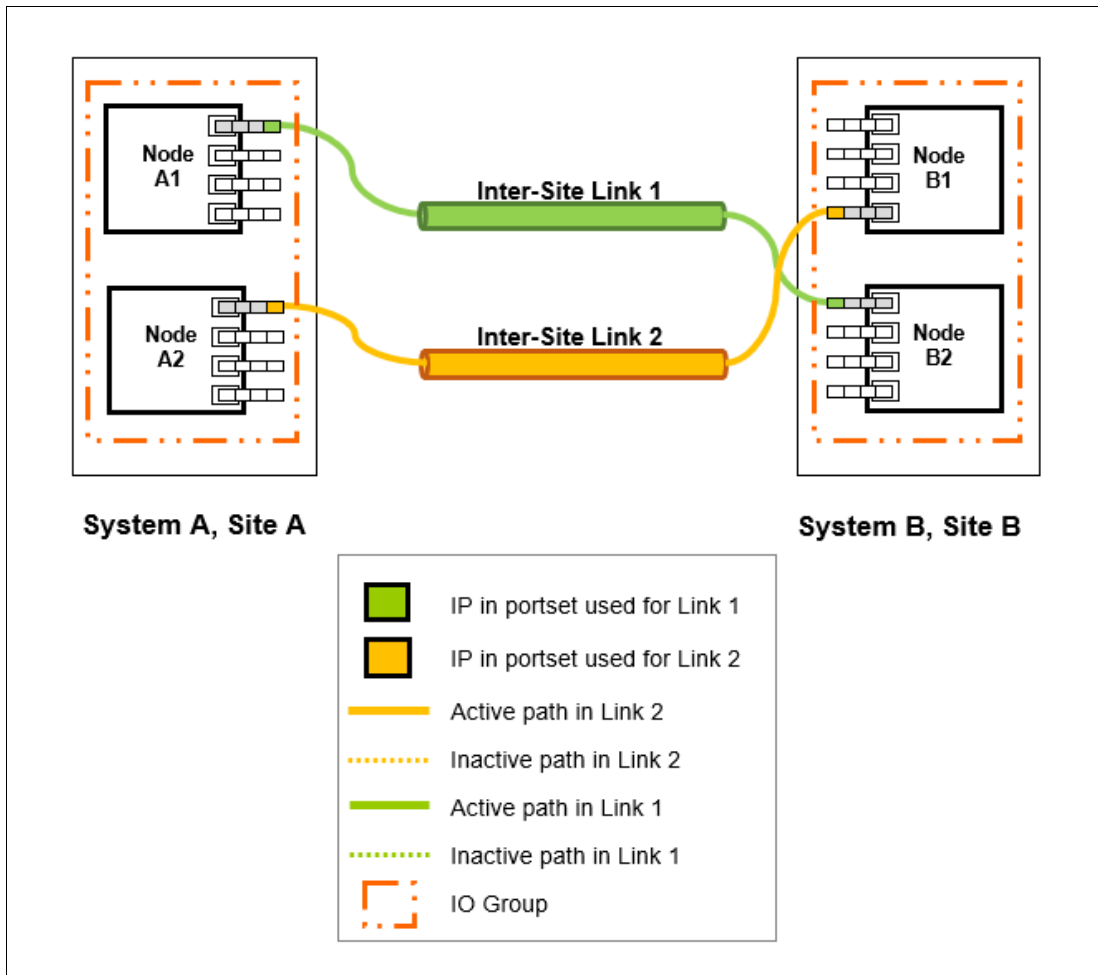 Node
A1
Inter-Site Link 1
Node
B1
Node
A2
Inter-Site Link 2
Node
B2
System A, Site A
System B, Site B
IP in portset used for Link 1
IP in portset used for Link 2
Active path in Link 2
Inactive path in Link 2
Active path in Link 1
Inactive path in Link 1
IO Group